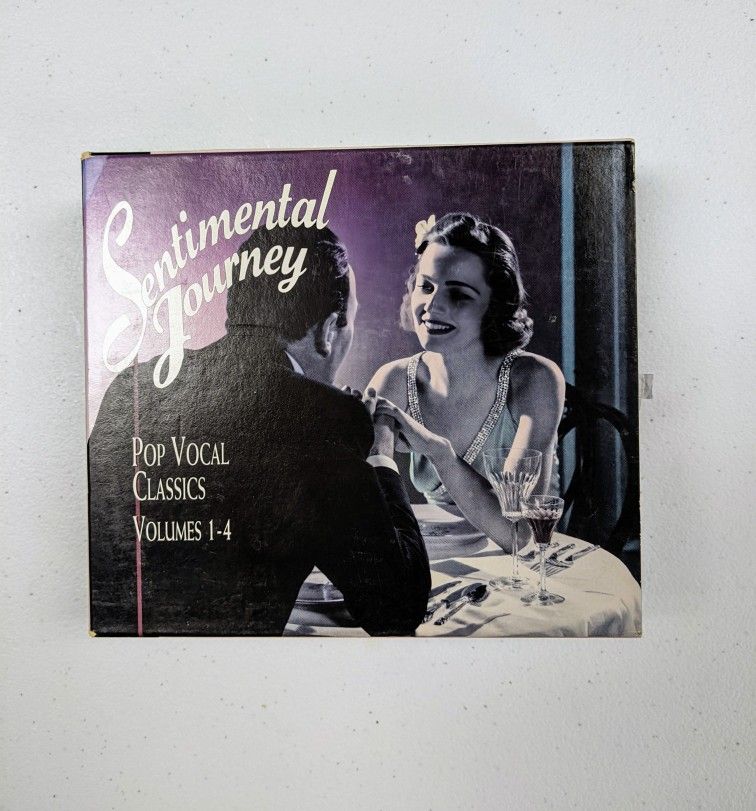 Sentimental
Journey
Pop Vocal
Classics
Volumes 1-4